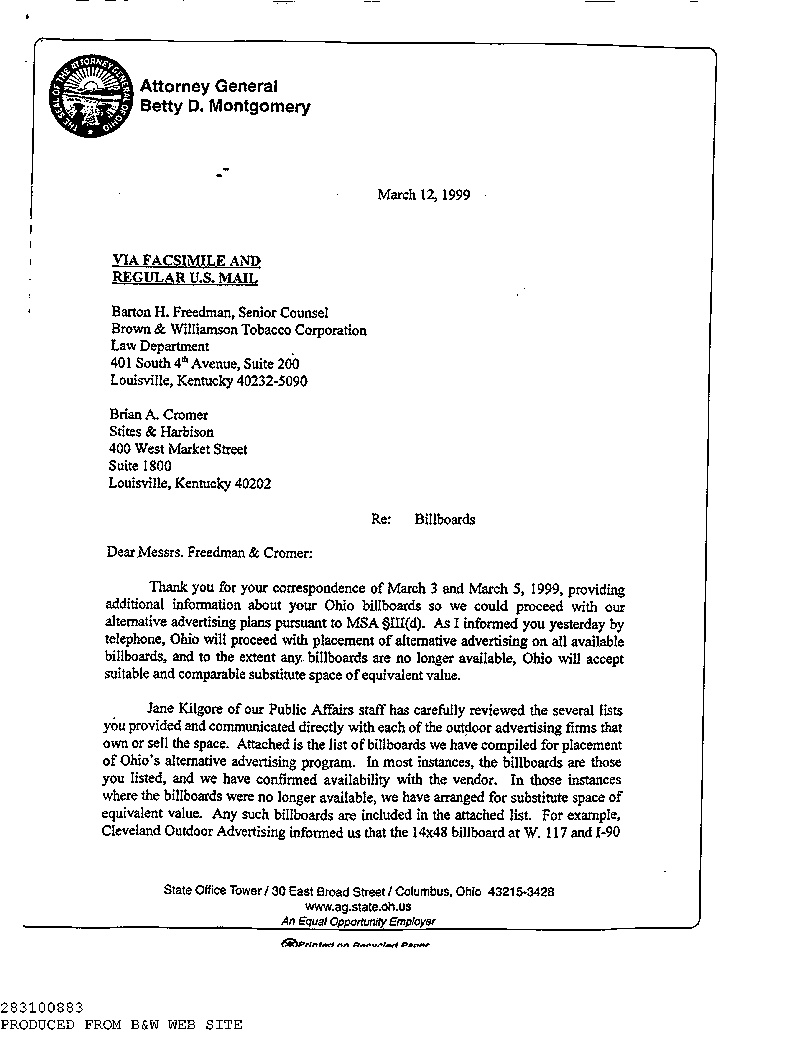 THE SEAL OF THE ATTORNEY GENERAL OF OHIO
Attorney General
Betty D. Montgomery
March 12, 1999
VIA FACSIMILE AND
REGULAR U.S. MAIL
Barton H. Freedman, Senior Counsel
Brown & Williamson Tobacco Corporation
Law Department
401 South 4th Avenue, Suite 200
Louisville, Kentucky 40232-5090
Brian A. Cromer
Stites & Harbison
400 West Market Street
Suite 1800
Louisville, Kentucky 40202
Re: Billboards
Dear Messrs. Freedman & Cromer:
Thank you for your correspondence of March 3 and March 5, 1999, providing
additional information about your Ohio billboards so we could proceed with our
alternative advertising plans pursuant to MSA §III(d). As I informed you yesterday by
telephone, Ohio will proceed with placement of alternative advertising on all available
billboards, and to the extent any billboards are no longer available, Ohio will accept
suitable and comparable substitute space of equivalent value.
Jane Kilgore of our Public Affairs staff has carefully reviewed the several lists
you provided and communicated directly with each of the outdoor advertising firms that
own or sell the space. Attached is the list of billboards we have compiled for placement
of Ohio's alternative advertising program. In most instances, the billboards are those
you listed, and we have confirmed availability with the vendor. In those instances
where the billboards were no longer available, we have arranged for substitute space of
equivalent value. Any such billboards are included in the attached list. For example,
Cleveland Outdoor Advertising informed us that the 14x48 billboard at W. 117 and I-90
State Office Tower / 30 East Broad Street / Columbus, Ohio 43215-3428
www.ag.state.oh.us
An Equal Opportunity Employer
Printed on Recycled Paper
283100883
PRODUCED FROM B&W WEB SITE